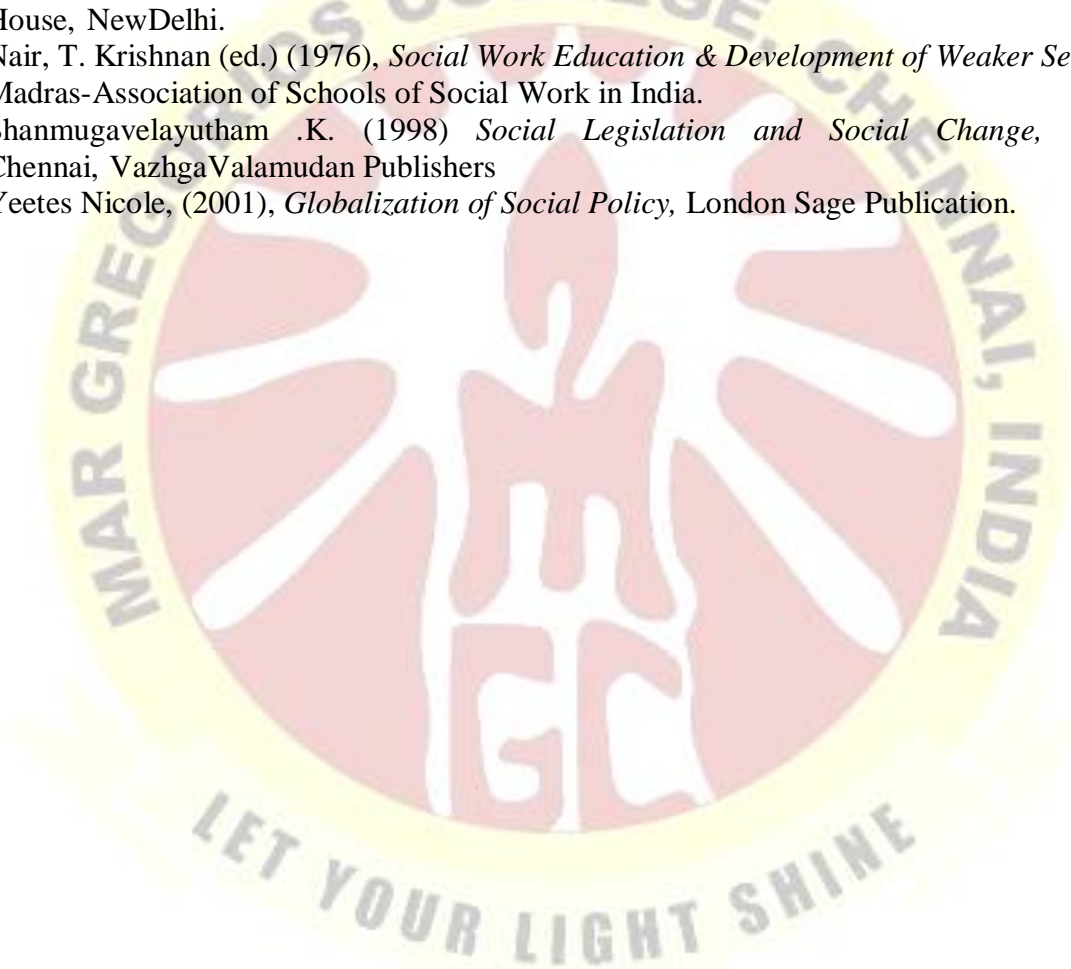 House, NewDelhi.
Nair, T. Krishnan (ed.) (1976), Social Work Education & Development of Weaker Se
Madras-Association of Schools of Social Work in India.
Shanmugavelayutham .K. (1998) Social Legislation and Social Change,
Chennai, VazhgaValamudan Publishers
Yeetes Nicole, (2001), Globalization of Social Policy, London Sage Publication.
MAR GREGORIOS COLLEGE, CHENNAI, INDIA
MGC
LET YOUR LIGHT SHINE